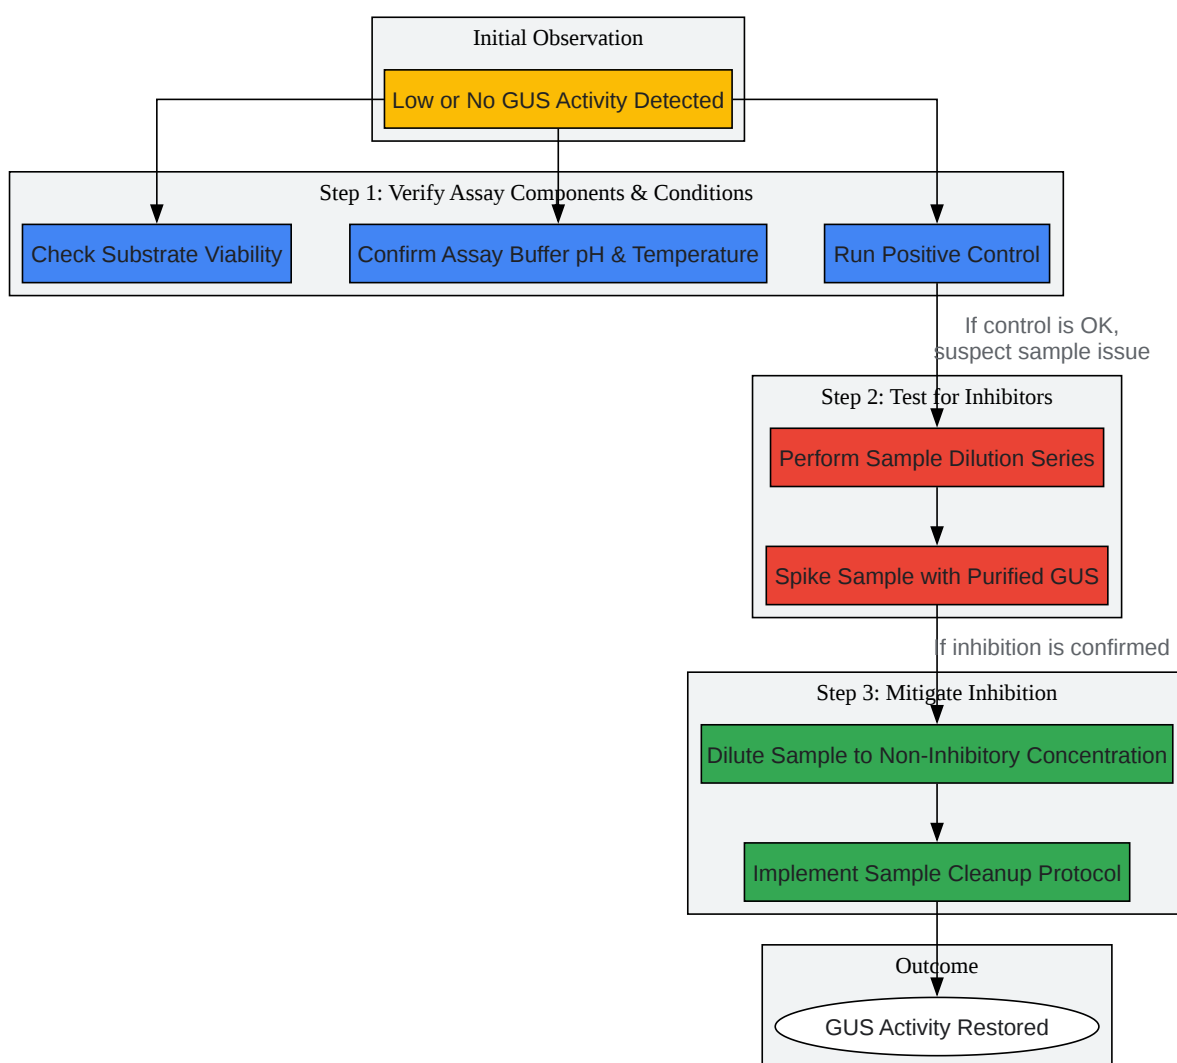 Initial Observation
Low or No GUS Activity Detected
Step 1: Verify Assay Components & Conditions
Check Substrate Viability
Confirm Assay Buffer pH & Temperature
Run Positive Control
If control is OK,
suspect sample issue
Step 2: Test for Inhibitors
Perform Sample Dilution Series
Spike Sample with Purified GUS
If inhibition is confirmed
Step 3: Mitigate Inhibition
Dilute Sample to Non-Inhibitory Concentration
Implement Sample Cleanup Protocol
Outcome
GUS Activity Restored